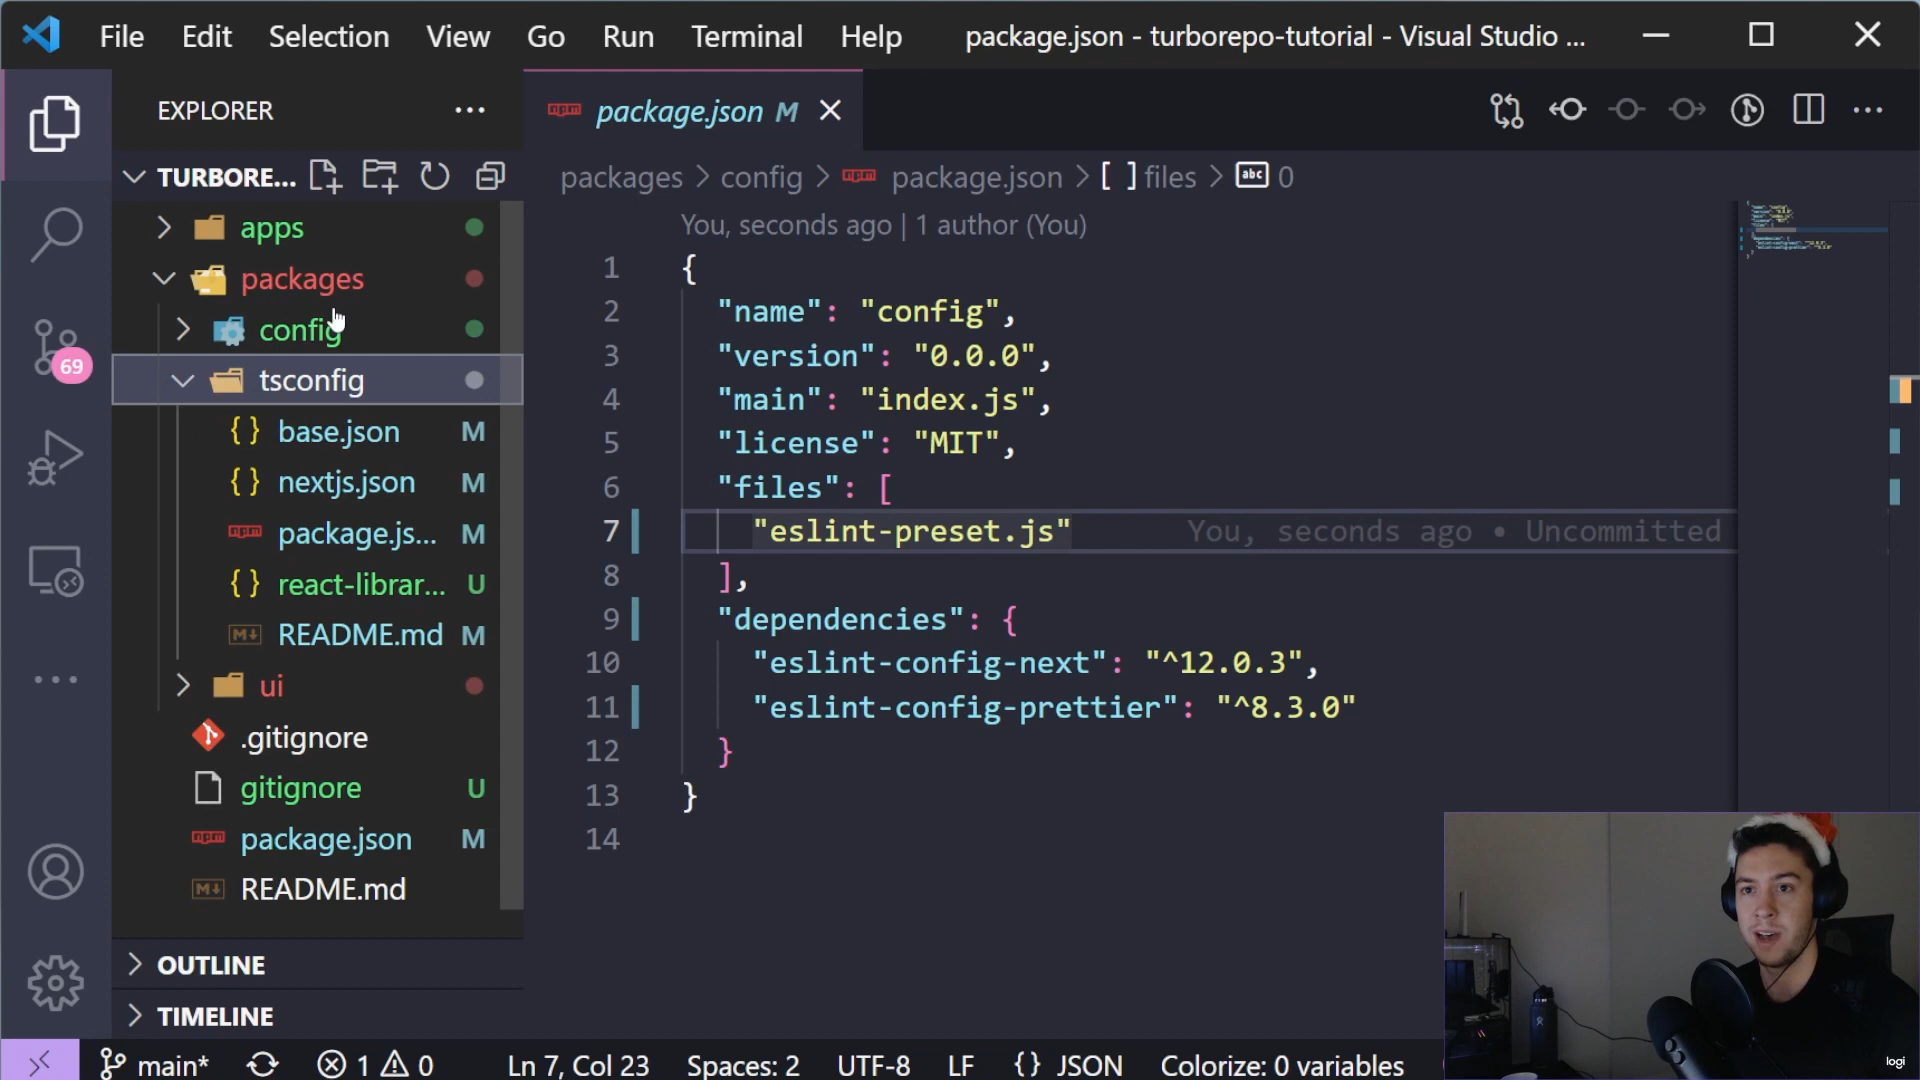 File Edit Selection View Go Run Terminal Help package.json - turborepo-tutorial - Visual Studio ...
EXPLORER
package.json M
TURBORE...
packages > config > package.json > [ ] files > abc 0
apps
You, seconds ago | 1 author (You)
packages
config
tsconfig
base.json M
nextjs.json M
package.js... M
react-librar... U
README.md M
ui
.gitignore
gitignore U
package.json M
README.md
OUTLINE
TIMELINE
69
1 {
2 "name": "config",
3 "version": "0.0.0",
4 "main": "index.js",
5 "license": "MIT",
6 "files": [
7 "eslint-preset.js" You, seconds ago • Uncommitted
8 ],
9 "dependencies": {
10 "eslint-config-next": "^12.0.3",
11 "eslint-config-prettier": "^8.3.0"
12 }
13 }
14
logi
main* 1 0 Ln 7, Col 23 Spaces: 2 UTF-8 LF {} JSON Colorize: 0 variables